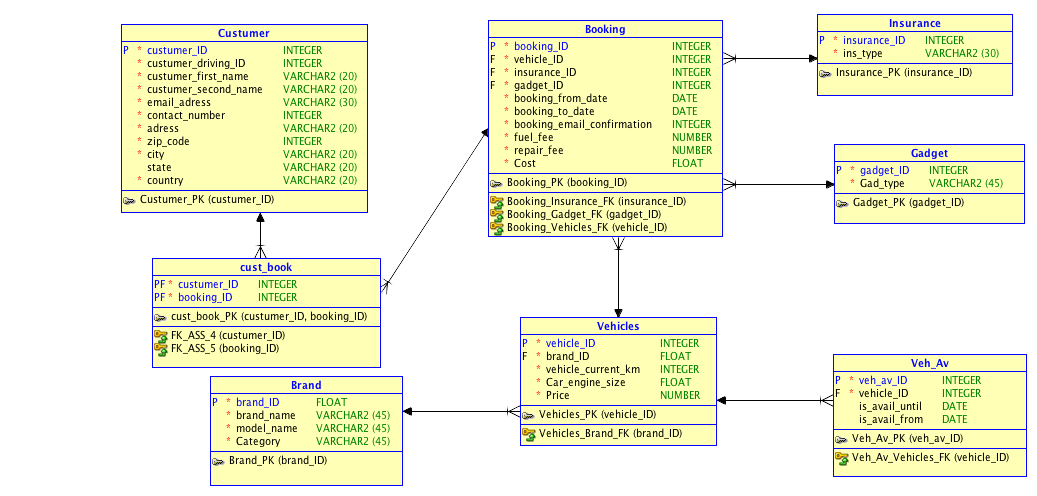 Custumer
P * custumer_ID INTEGER
* custumer_driving_ID INTEGER
* custumer_first_name VARCHAR2 (20)
* custumer_second_name VARCHAR2 (20)
* email_adress VARCHAR2 (30)
* contact_number INTEGER
* adress VARCHAR2 (20)
* zip_code INTEGER
* city VARCHAR2 (20)
state VARCHAR2 (20)
* country VARCHAR2 (20)
Custumer_PK (custumer_ID)
Booking
P * booking_ID INTEGER
F * vehicle_ID INTEGER
F * insurance_ID INTEGER
F * gadget_ID INTEGER
* booking_from_date DATE
* booking_to_date DATE
* booking_email_confirmation INTEGER
* fuel_fee NUMBER
* repair_fee NUMBER
* Cost FLOAT
Booking_PK (booking_ID)
Booking_Insurance_FK (insurance_ID)
Booking_Gadget_FK (gadget_ID)
Booking_Vehicles_FK (vehicle_ID)
Insurance
P * insurance_ID INTEGER
* ins_type VARCHAR2 (30)
Insurance_PK (insurance_ID)
Gadget
P * gadget_ID INTEGER
* Gad_type VARCHAR2 (45)
Gadget_PK (gadget_ID)
cust_book
PF * custumer_ID INTEGER
PF * booking_ID INTEGER
cust_book_PK (custumer_ID, booking_ID)
FK_ASS_4 (custumer_ID)
FK_ASS_5 (booking_ID)
Vehicles
P * vehicle_ID INTEGER
F * brand_ID FLOAT
* vehicle_current_km INTEGER
* Car_engine_size FLOAT
* Price NUMBER
Vehicles_PK (vehicle_ID)
Vehicles_Brand_FK (brand_ID)
Veh_Av
P * veh_av_ID INTEGER
F * vehicle_ID INTEGER
is_avail_until DATE
is_avail_from DATE
Veh_Av_PK (veh_av_ID)
Veh_Av_Vehicles_FK (vehicle_ID)
Brand
P * brand_ID FLOAT
* brand_name VARCHAR2 (45)
* model_name VARCHAR2 (45)
* Category VARCHAR2 (45)
Brand_PK (brand_ID)